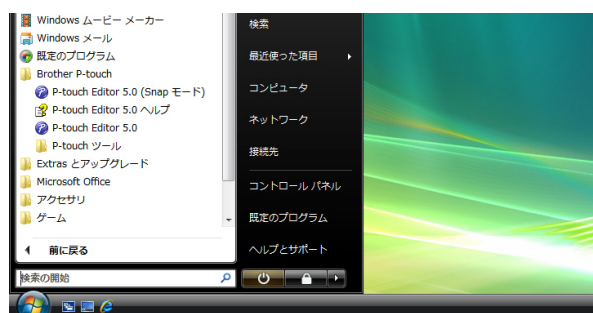 Windows ムービー メーカー
Windows メール
既定のプログラム
Brother P-touch
P-touch Editor 5.0 (Snap モード)
P-touch Editor 5.0 ヘルプ
P-touch Editor 5.0
P-touch ツール
Extras とアップグレード
Microsoft Office
アクセサリ
ゲーム
前に戻る
検索の開始
検索
最近使った項目
コンピュータ
ネットワーク
接続先
コントロール パネル
既定のプログラム
ヘルプとサポート